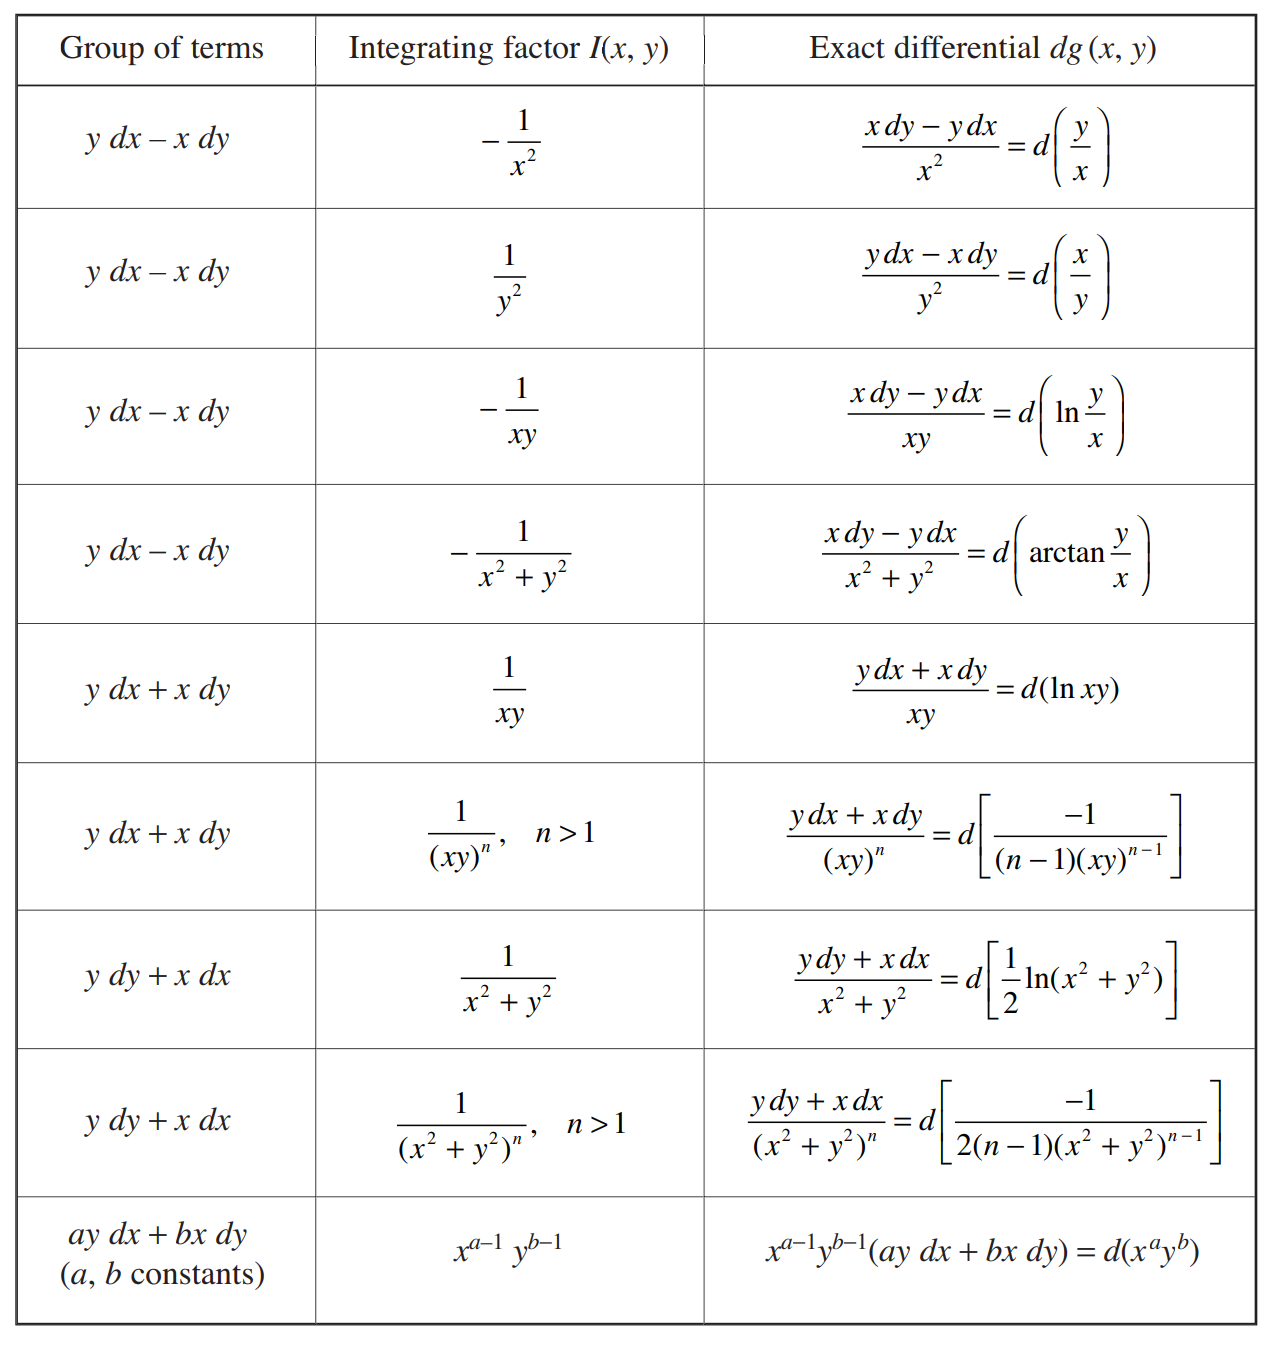 Group of terms | Integrating factor I(x, y) | Exact differential dg (x, y)
y dx – x dy | $-\frac{1}{x^2}$ | $\frac{x\,dy - y\,dx}{x^2} = d\left(\frac{y}{x}\right)$
y dx – x dy | $\frac{1}{y^2}$ | $\frac{y\,dx - x\,dy}{y^2} = d\left(\frac{x}{y}\right)$
y dx – x dy | $-\frac{1}{xy}$ | $\frac{x\,dy - y\,dx}{xy} = d\left(\ln\frac{y}{x}\right)$
y dx – x dy | $-\frac{1}{x^2 + y^2}$ | $\frac{x\,dy - y\,dx}{x^2 + y^2} = d\left(\arctan\frac{y}{x}\right)$
y dx + x dy | $\frac{1}{xy}$ | $\frac{y\,dx + x\,dy}{xy} = d(\ln xy)$
y dx + x dy | $\frac{1}{(xy)^n}, \quad n > 1$ | $\frac{y\,dx + x\,dy}{(xy)^n} = d\left[\frac{-1}{(n-1)(xy)^{n-1}}\right]$
y dy + x dx | $\frac{1}{x^2 + y^2}$ | $\frac{y\,dy + x\,dx}{x^2 + y^2} = d\left[\frac{1}{2}\ln(x^2 + y^2)\right]$
y dy + x dx | $\frac{1}{(x^2 + y^2)^n}, \quad n > 1$ | $\frac{y\,dy + x\,dx}{(x^2 + y^2)^n} = d\left[\frac{-1}{2(n-1)(x^2 + y^2)^{n-1}}\right]$
ay dx + bx dy
(a, b constants) | $x^{a-1}\,y^{b-1}$ | $x^{a-1}y^{b-1}(ay\,dx + bx\,dy) = d(x^a y^b)$